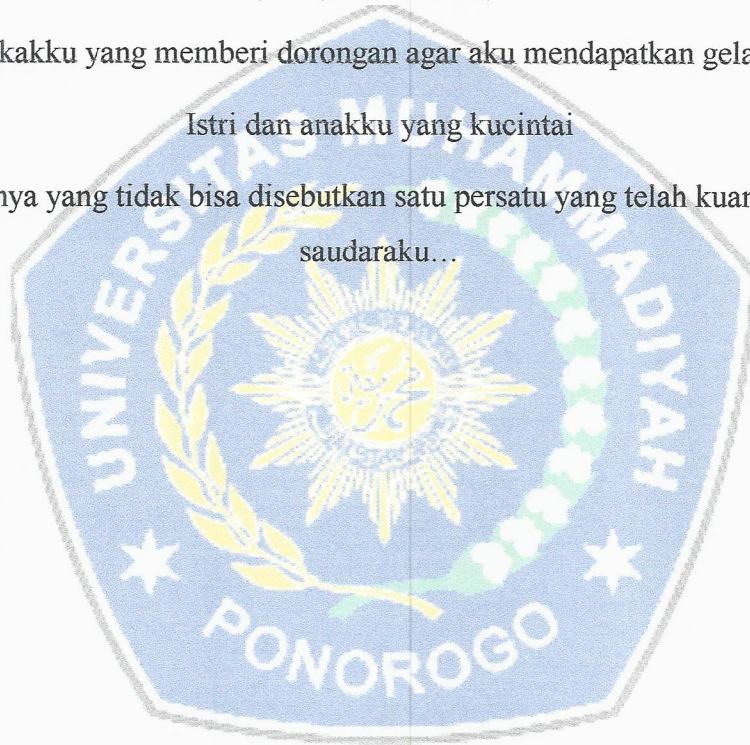 kakku yang memberi dorongan agar aku mendapatkan gela
Istri dan anakku yang kucintai
nya yang tidak bisa disebutkan satu persatu yang telah kuan
saudaraku…
UNIVERSITAS MUHAMMADIYAH
PONOROGO